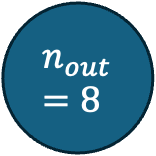 n_out
= 8